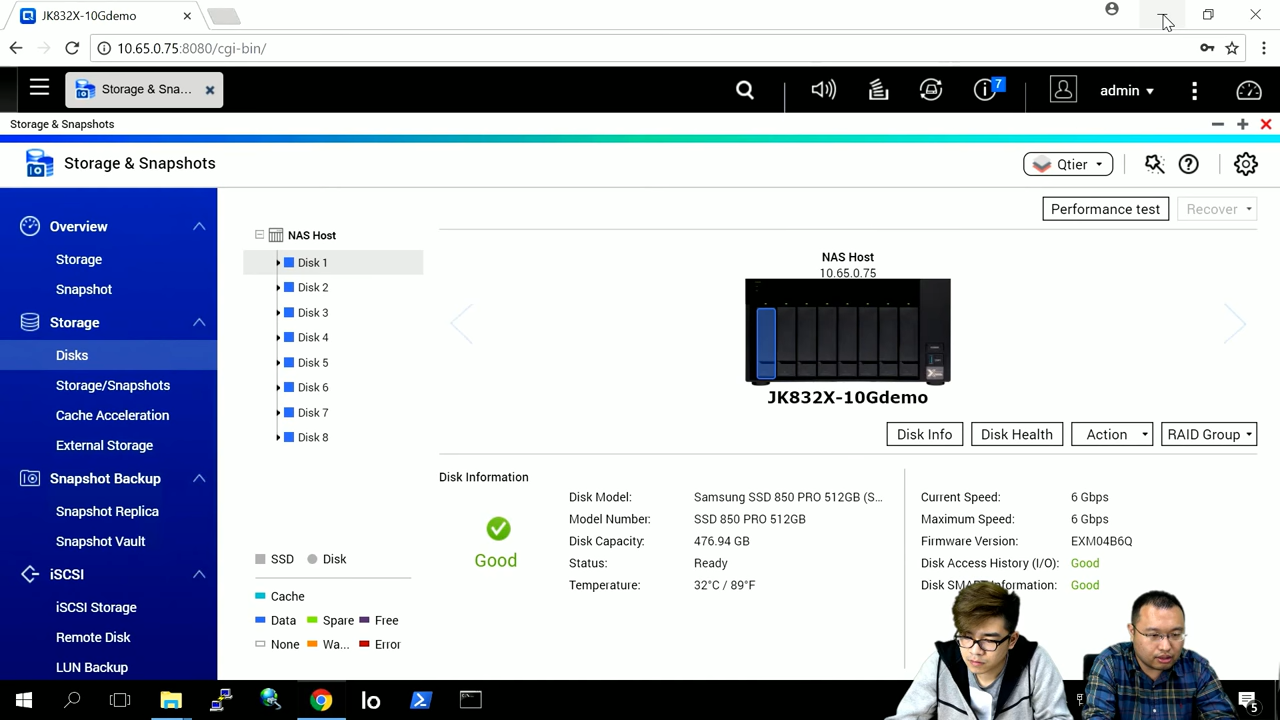 JK832X-10Gdemo
10.65.0.75:8080/cgi-bin/
Storage & Sna...
7
admin
Storage & Snapshots
Storage & Snapshots
Qtier
Overview
Storage
Snapshot
Storage
Disks
Storage/Snapshots
Cache Acceleration
External Storage
Snapshot Backup
Snapshot Replica
Snapshot Vault
iSCSI
iSCSI Storage
Remote Disk
LUN Backup
Performance test
Recover
NAS Host
Disk 1
Disk 2
Disk 3
Disk 4
Disk 5
Disk 6
Disk 7
Disk 8
SSD Disk
Cache
Data Spare Free
None Wa... Error
NAS Host
10.65.0.75
JK832X-10Gdemo
Disk Info Disk Health Action RAID Group
Disk Information
Good
Disk Model: Samsung SSD 850 PRO 512GB (S...
Model Number: SSD 850 PRO 512GB
Disk Capacity: 476.94 GB
Status: Ready
Temperature: 32°C / 89°F
Current Speed: 6 Gbps
Maximum Speed: 6 Gbps
Firmware Version: EXM04B6Q
Disk Access History (I/O): Good
Disk SMART Information: Good
Io
5